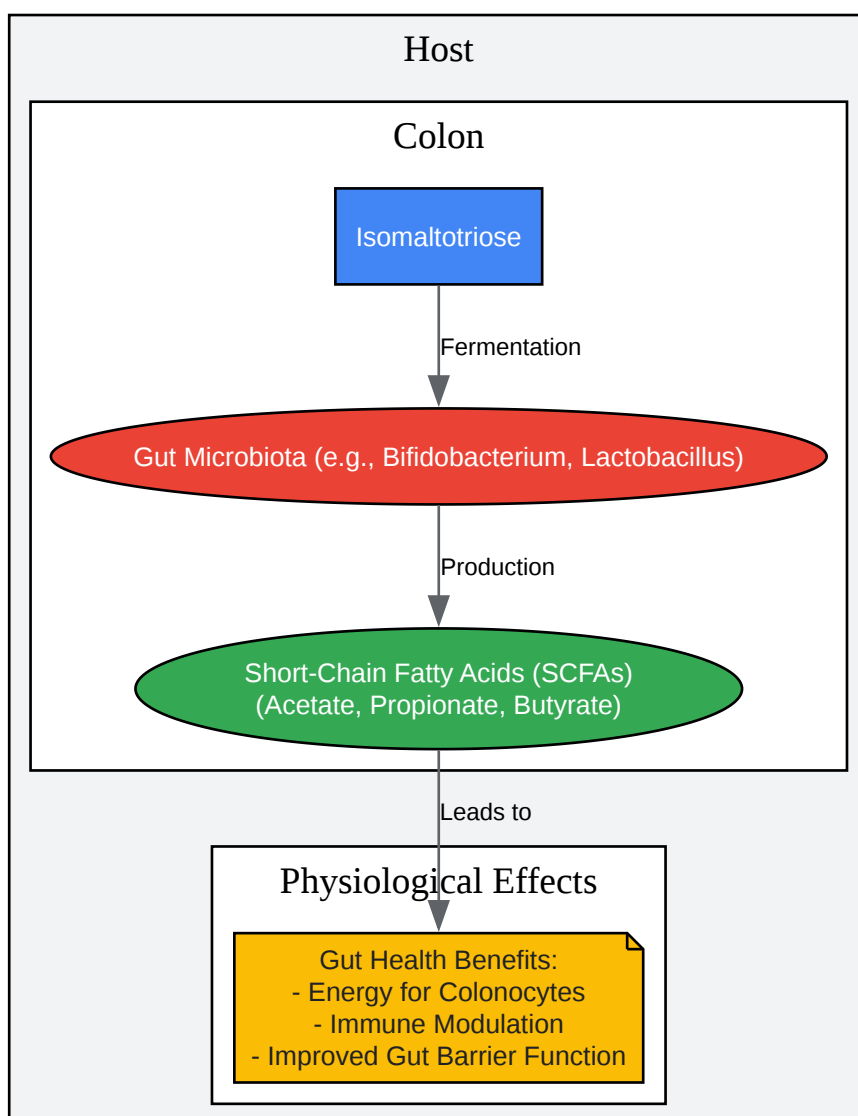 Host
Colon
Isomaltotriose
Fermentation
Gut Microbiota (e.g., Bifidobacterium, Lactobacillus)
Production
Short-Chain Fatty Acids (SCFAs)
(Acetate, Propionate, Butyrate)
Leads to
Physiological Effects
Gut Health Benefits:
- Energy for Colonocytes
- Immune Modulation
- Improved Gut Barrier Function